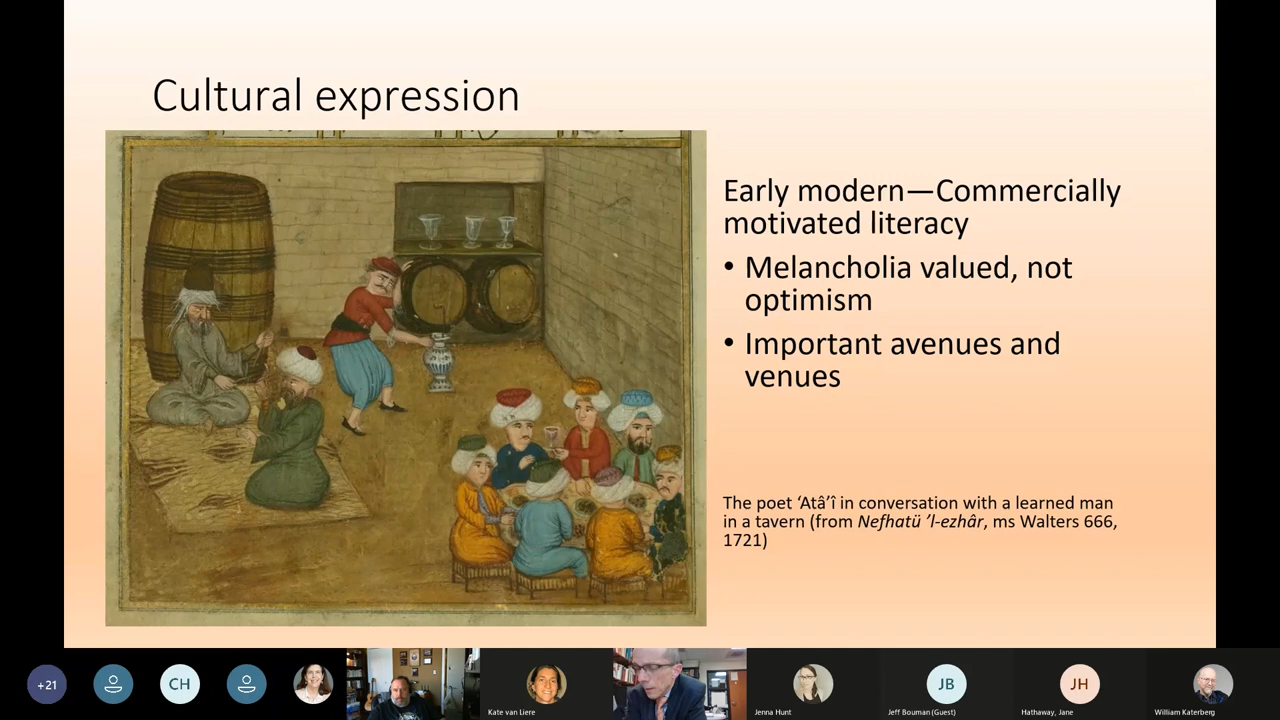 Cultural expression
Early modern—Commercially
motivated literacy
• Melancholia valued, not
optimism
• Important avenues and
venues
The poet ‘Atâ’î in conversation with a learned man
in a tavern (from Nefhatü ’l-ezhâr, ms Walters 666,
1721)
+21
CH
Kate van Liere
Jenna Hunt
JB
Jeff Bouman (Guest)
JH
Hathaway, Jane
William Katerberg